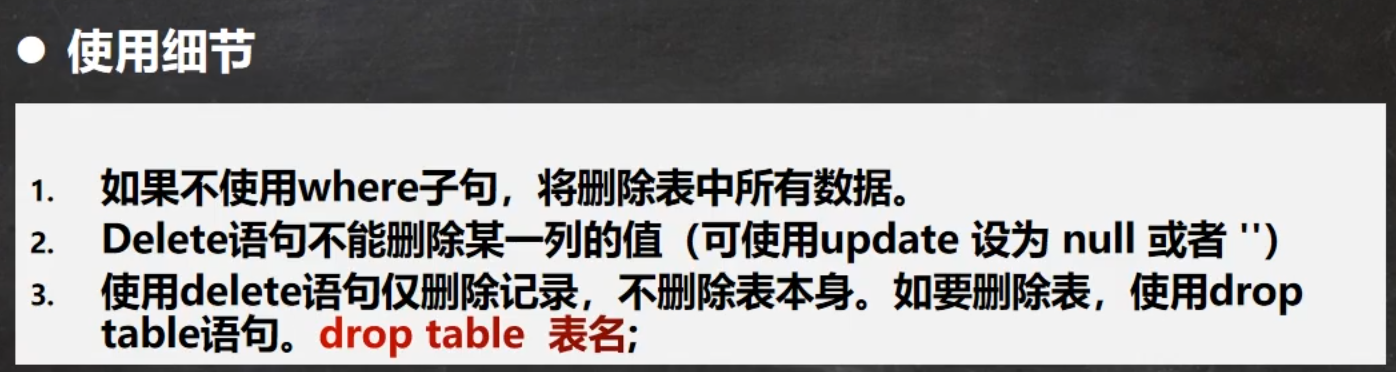 ● 使用细节
1. 如果不使用where子句，将删除表中所有数据。
2. Delete语句不能删除某一列的值（可使用update 设为 null 或者 ''）
3. 使用delete语句仅删除记录，不删除表本身。如要删除表，使用drop
table语句。drop table 表名;